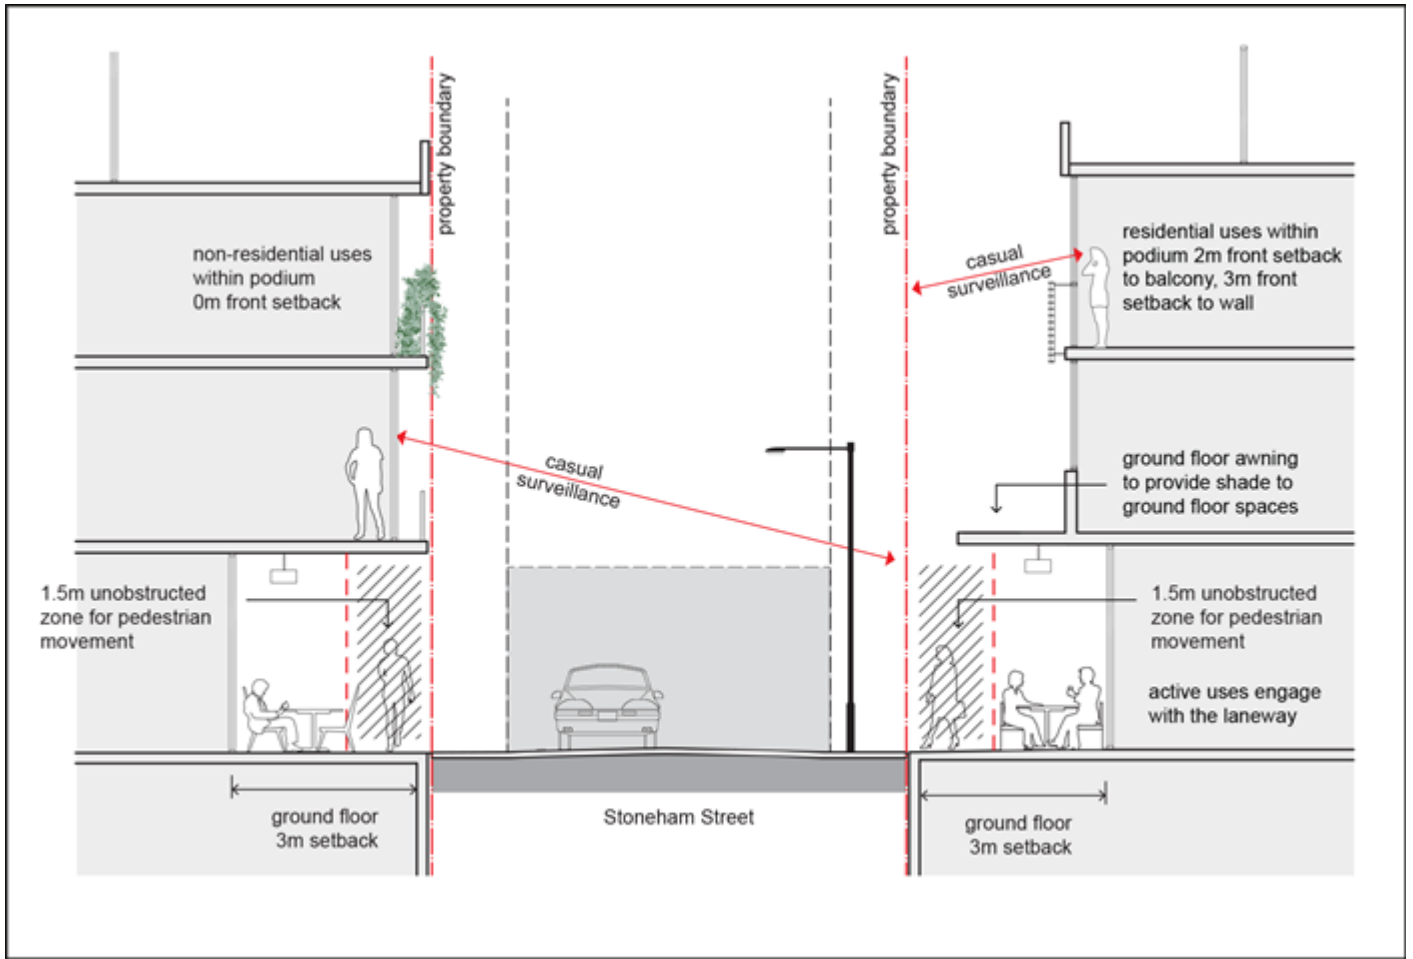 property boundary
property boundary
non-residential uses
within podium
0m front setback
casual
surveillance
residential uses within
podium 2m front setback
to balcony, 3m front
setback to wall
casual
surveillance
ground floor awning
to provide shade to
ground floor spaces
1.5m unobstructed
zone for pedestrian
movement
1.5m unobstructed
zone for pedestrian
movement
active uses engage
with the laneway
ground floor
3m setback
Stoneham Street
ground floor
3m setback